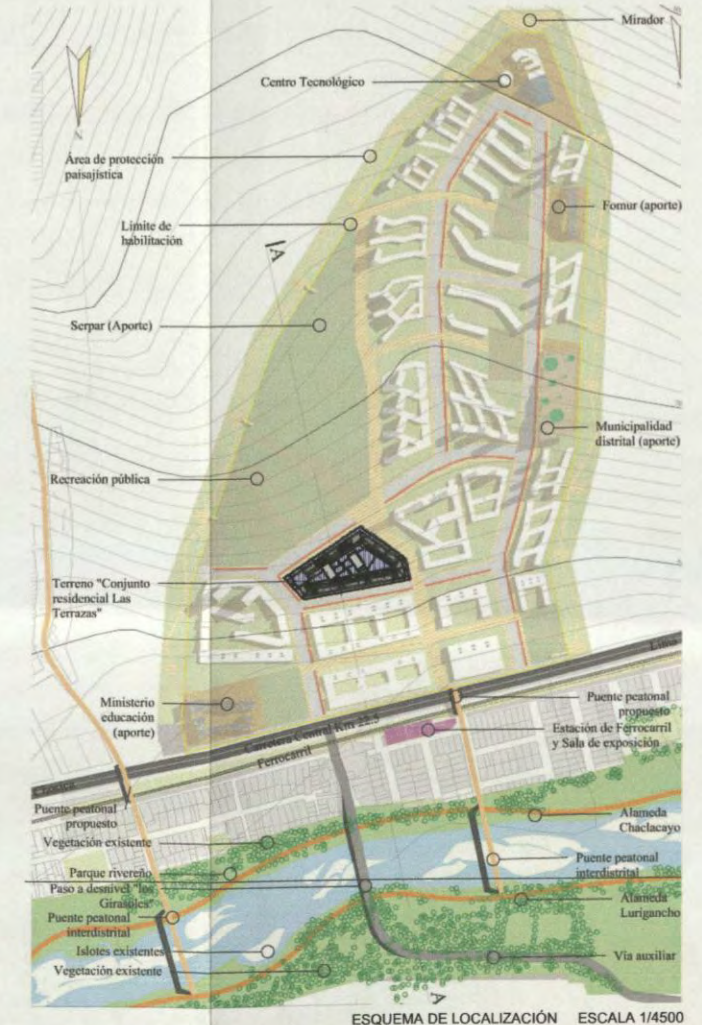 Mirador
Centro Tecnológico
Área de protección
paisajística
Fomur (aporte)
Límite de
habilitación
A
Serpar (Aporte)
Municipalidad
distrital (aporte)
Recreación pública
Terreno "Conjunto
residencial Las
Terrazas"
Lima
Ministerio
educación
(aporte)
Puente peatonal
propuesto
Carretera Central Km 22.5
Estación de Ferrocarril
y Sala de exposición
Ferrocarril
Puente peatonal
propuesto
Alameda
Chaclacayo
Vegetación existente
Puente peatonal
interdistrital
Parque rivereño
Paso a desnivel "los
Girasoles"
Alameda
Lurigancho
Puente peatonal
interdistrital
Islotes existentes
Vía auxiliar
Vegetación existente
A
ESQUEMA DE LOCALIZACIÓN ESCALA 1/4500